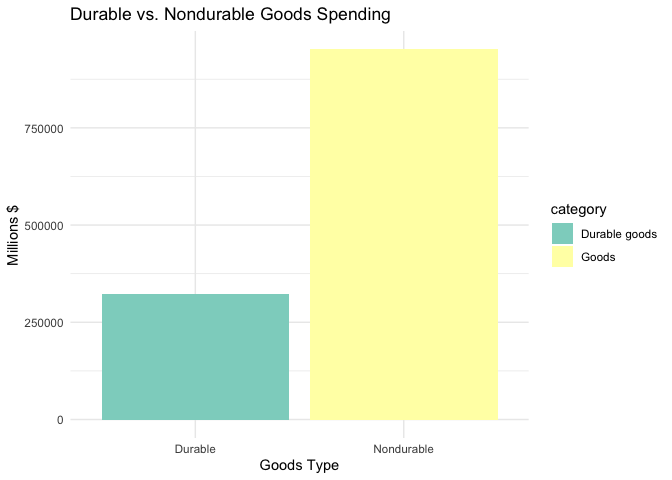 Durable vs. Nondurable Goods Spending
Millions $
750000
500000
250000
0
Durable
Nondurable
Goods Type
category
Durable goods
Goods